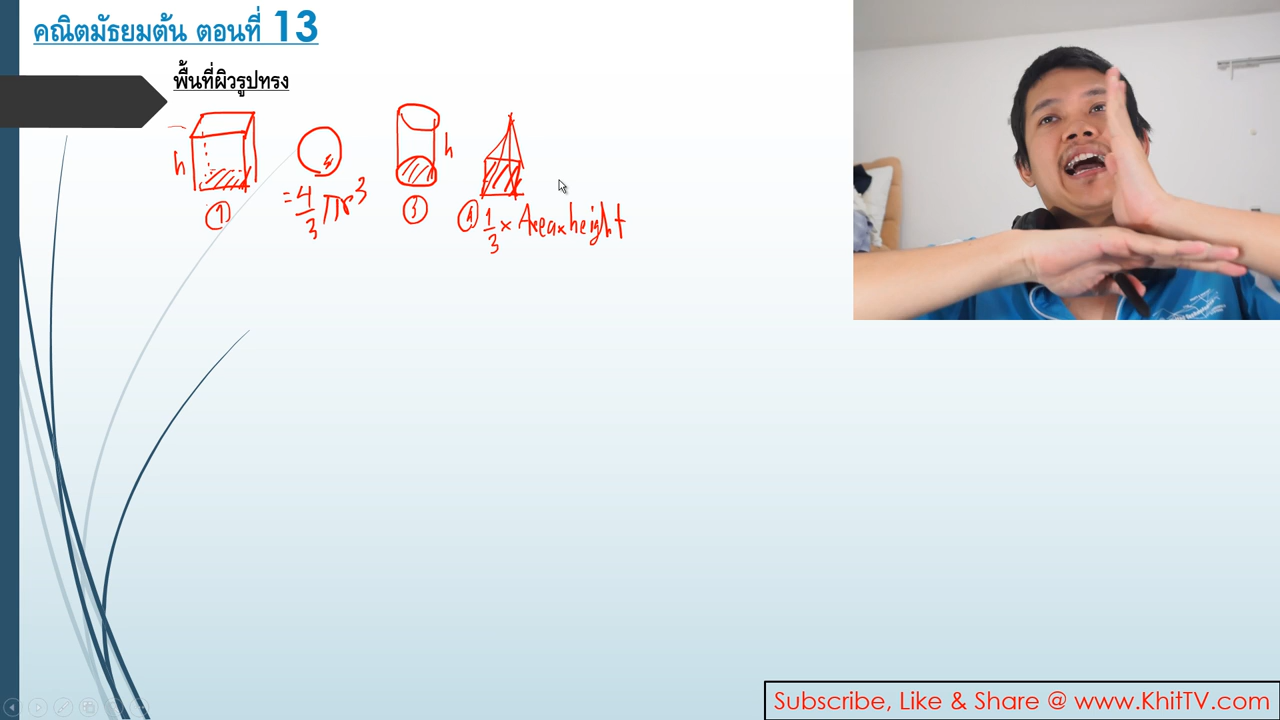 คณิตมัธยมต้น ตอนที่ 13
พื้นที่ผิวรูปทรง
h
h
= 4/3 πr³
① ③ ④ 1/3 × Area × height
Subscribe, Like & Share @ www.KhitTV.com